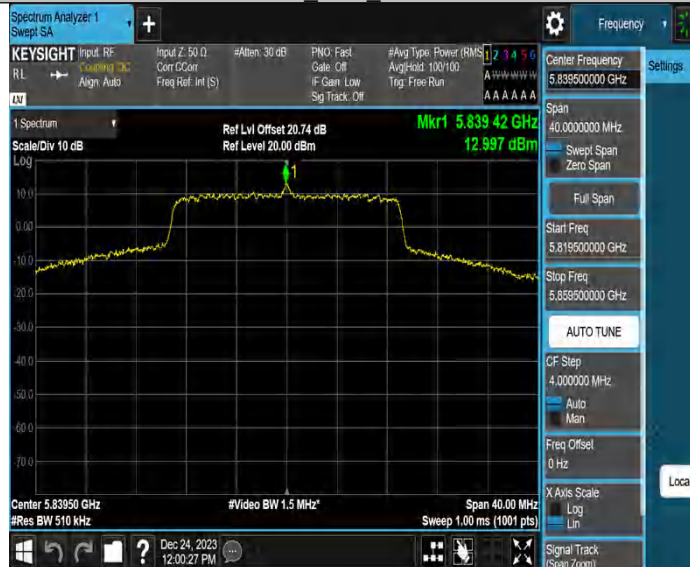 Spectrum Analyzer 1
Swept SA
+
Frequency
KEYSIGHT Input: RF
RL
Coupling: DC
Align: Auto
LXI
Input Z: 50 Ω
Corr CCorr
Freq Ref: Int (S)
#Atten: 30 dB
PNO: Fast
Gate: Off
IF Gain: Low
Sig Track: Off
#Avg Type: Power (RMS
Avg|Hold: 100/100
Trig: Free Run
1 2 3 4 5 6
A W W W W W
A A A A A A
1 Spectrum
Scale/Div 10 dB
Log
Ref Lvl Offset 20.74 dB
Ref Level 20.00 dBm
Mkr1 5.839 42 GHz
12.997 dBm
1
10.0
0.00
-10.0
-20.0
-30.0
-40.0
-50.0
-60.0
-70.0
Center 5.83950 GHz
#Res BW 510 kHz
#Video BW 1.5 MHz*
Span 40.00 MHz
Sweep 1.00 ms (1001 pts)
Dec 24, 2023
12:00:27 PM
Center Frequency
5.839500000 GHz
Settings
Span
40.0000000 MHz
Swept Span
Zero Span
Full Span
Start Freq
5.819500000 GHz
Stop Freq
5.859500000 GHz
AUTO TUNE
CF Step
4.000000 MHz
Auto
Man
Freq Offset
0 Hz
X Axis Scale
Log
Lin
Loca
Signal Track
(Span Zoom)